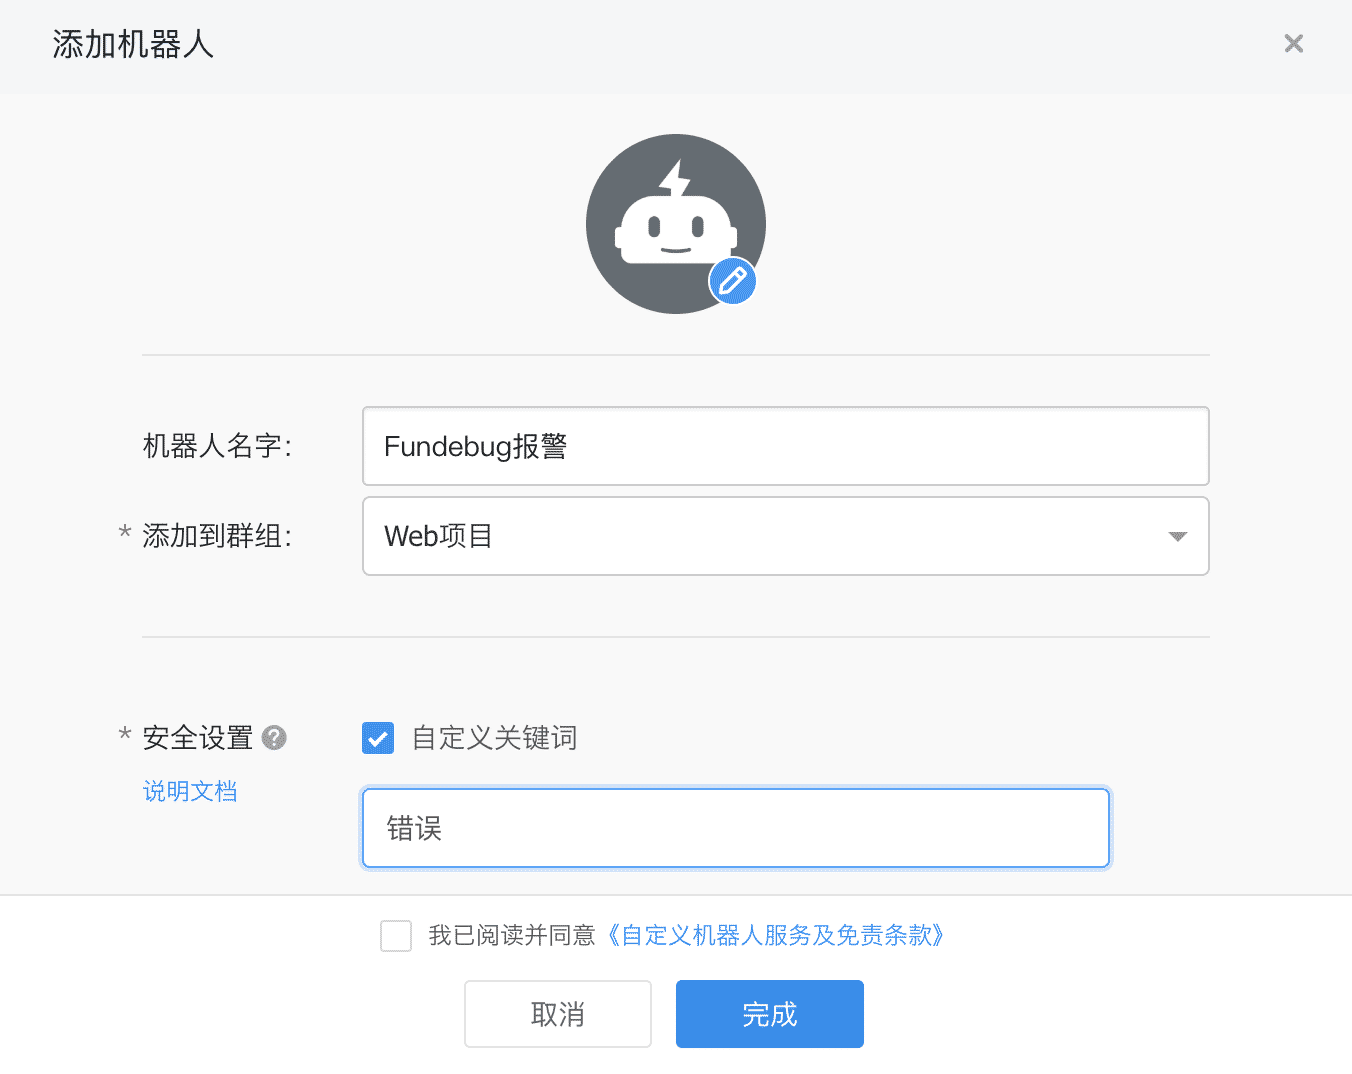 添加机器人
机器人名字:
Fundebug报警
* 添加到群组:
Web项目
* 安全设置 ?
自定义关键词
说明文档
错误
我已阅读并同意《自定义机器人服务及免责条款》
取消
完成